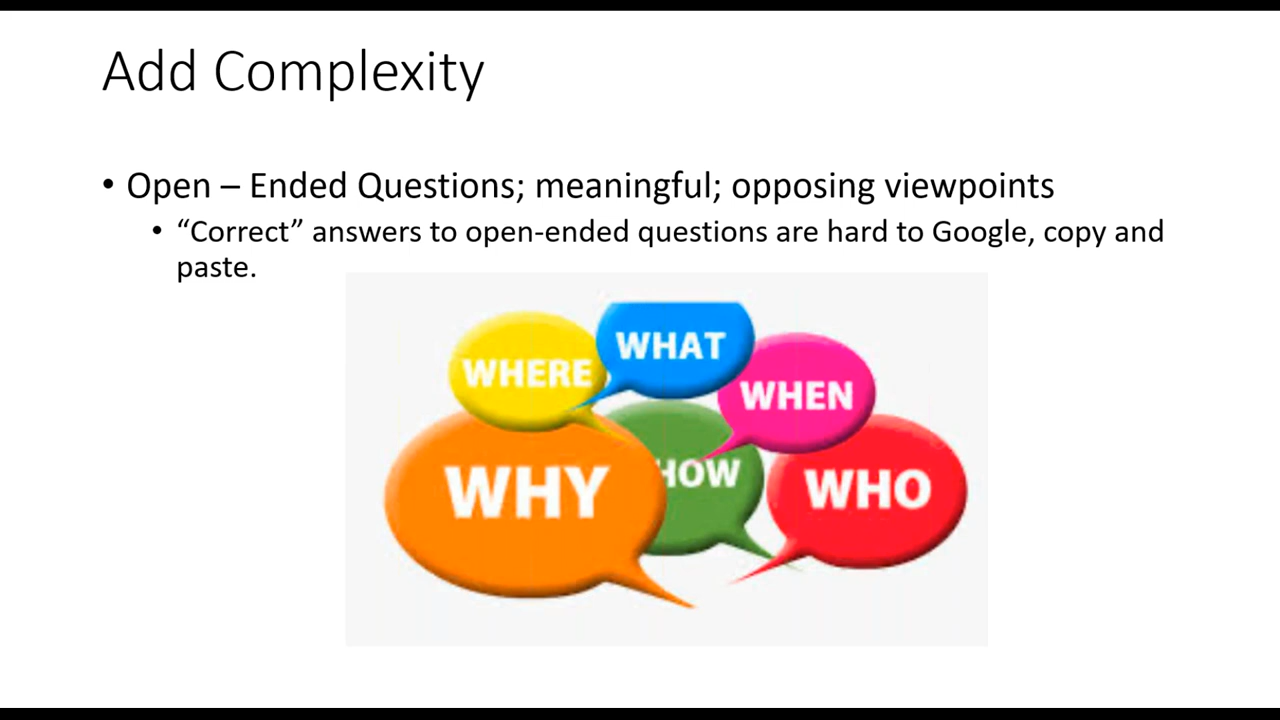 Add Complexity
• Open – Ended Questions; meaningful; opposing viewpoints
• “Correct” answers to open-ended questions are hard to Google, copy and
paste.
WHERE
WHAT
WHEN
WHY
HOW
WHO